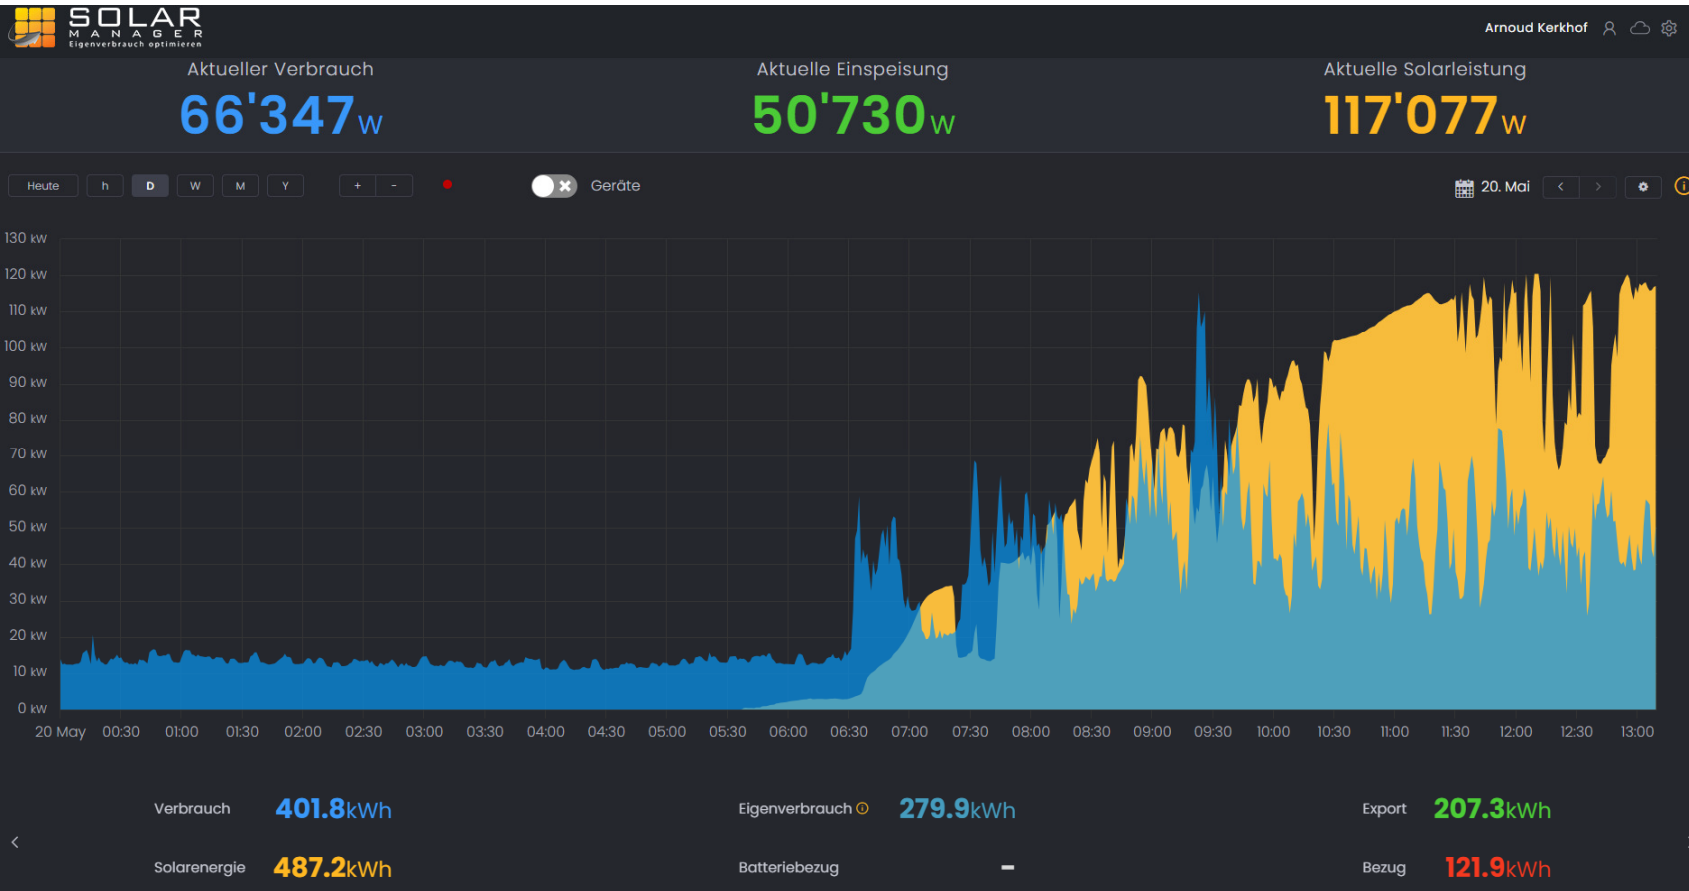 SOLAR
MANAGER
Eigenverbrauch optimieren
Arnoud Kerkhof
Aktueller Verbrauch
66'347 W
Aktuelle Einspeisung
50'730 W
Aktuelle Solarleistung
117'077 W
Heute h D W M Y + - Geräte 20. Mai < >
130 kW
120 kW
110 kW
100 kW
90 kW
80 kW
70 kW
60 kW
50 kW
40 kW
30 kW
20 kW
10 kW
0 kW
20 May 00:30 01:00 01:30 02:00 02:30 03:00 03:30 04:00 04:30 05:00 05:30 06:00 06:30 07:00 07:30 08:00 08:30 09:00 09:30 10:00 10:30 11:00 11:30 12:00 12:30 13:00
Verbrauch 401.8kWh
Eigenverbrauch 279.9kWh
Export 207.3kWh
Solarenergie 487.2kWh
Batteriebezug -
Bezug 121.9kWh